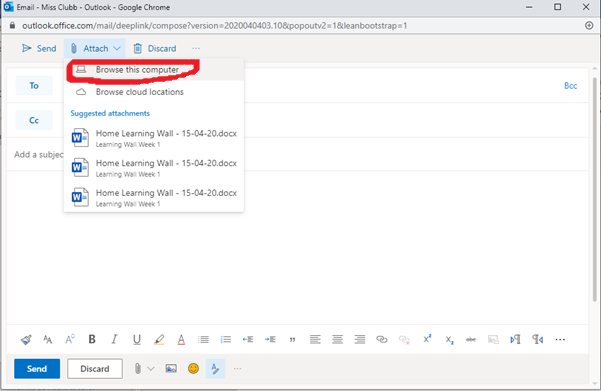 Email - Miss Clubb - Outlook - Google Chrome
outlook.office.com/mail/deeplink/compose?version=2020040403.10&popoutv2=1&leanbootstrap=1
Send Attach Discard ...
Browse this computer
To Bcc
Browse cloud locations
Suggested attachments
Cc
Home Learning Wall - 15-04-20.docx
Learning Wall Week 1
Add a subjec
Home Learning Wall - 15-04-20.docx
Learning Wall Week 1
Home Learning Wall - 15-04-20.docx
Learning Wall Week 1
Send Discard